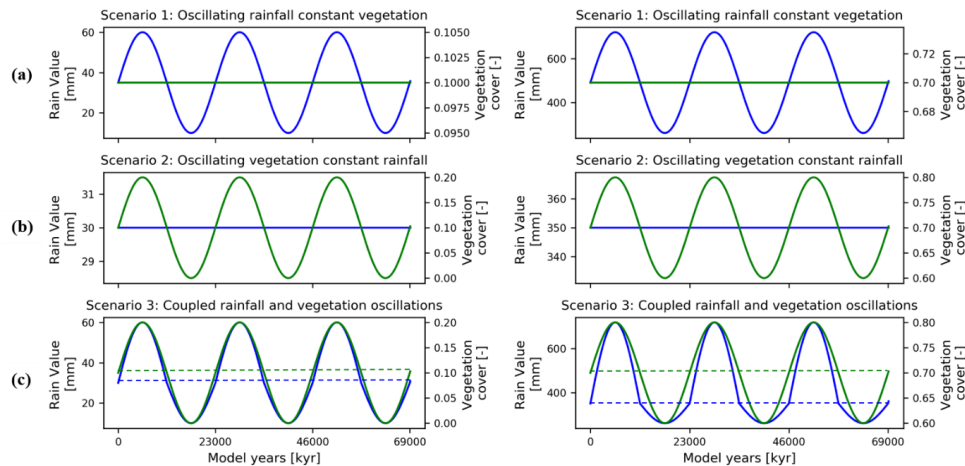 Scenario 1: Oscillating rainfall constant vegetation
(a)
Rain Value
[mm]
60
40
20
0.1050
0.1025
0.1000
0.0975
0.0950
Vegetation
cover [-]
Scenario 1: Oscillating rainfall constant vegetation
Rain Value
[mm]
600
400
0.72
0.70
0.68
Vegetation
cover [-]
Scenario 2: Oscillating vegetation constant rainfall
(b)
Rain Value
[mm]
31
30
29
0.20
0.15
0.10
0.05
0.00
Vegetation
cover [-]
Scenario 2: Oscillating vegetation constant rainfall
Rain Value
[mm]
360
350
340
0.80
0.75
0.70
0.65
0.60
Vegetation
cover [-]
Scenario 3: Coupled rainfall and vegetation oscillations
(c)
Rain Value
[mm]
60
40
20
0.20
0.15
0.10
0.05
0.00
Vegetation
cover [-]
0
23000
46000
69000
Model years [kyr]
Scenario 3: Coupled rainfall and vegetation oscillations
Rain Value
[mm]
600
400
0.80
0.75
0.70
0.65
0.60
Vegetation
cover [-]
0
23000
46000
69000
Model years [kyr]